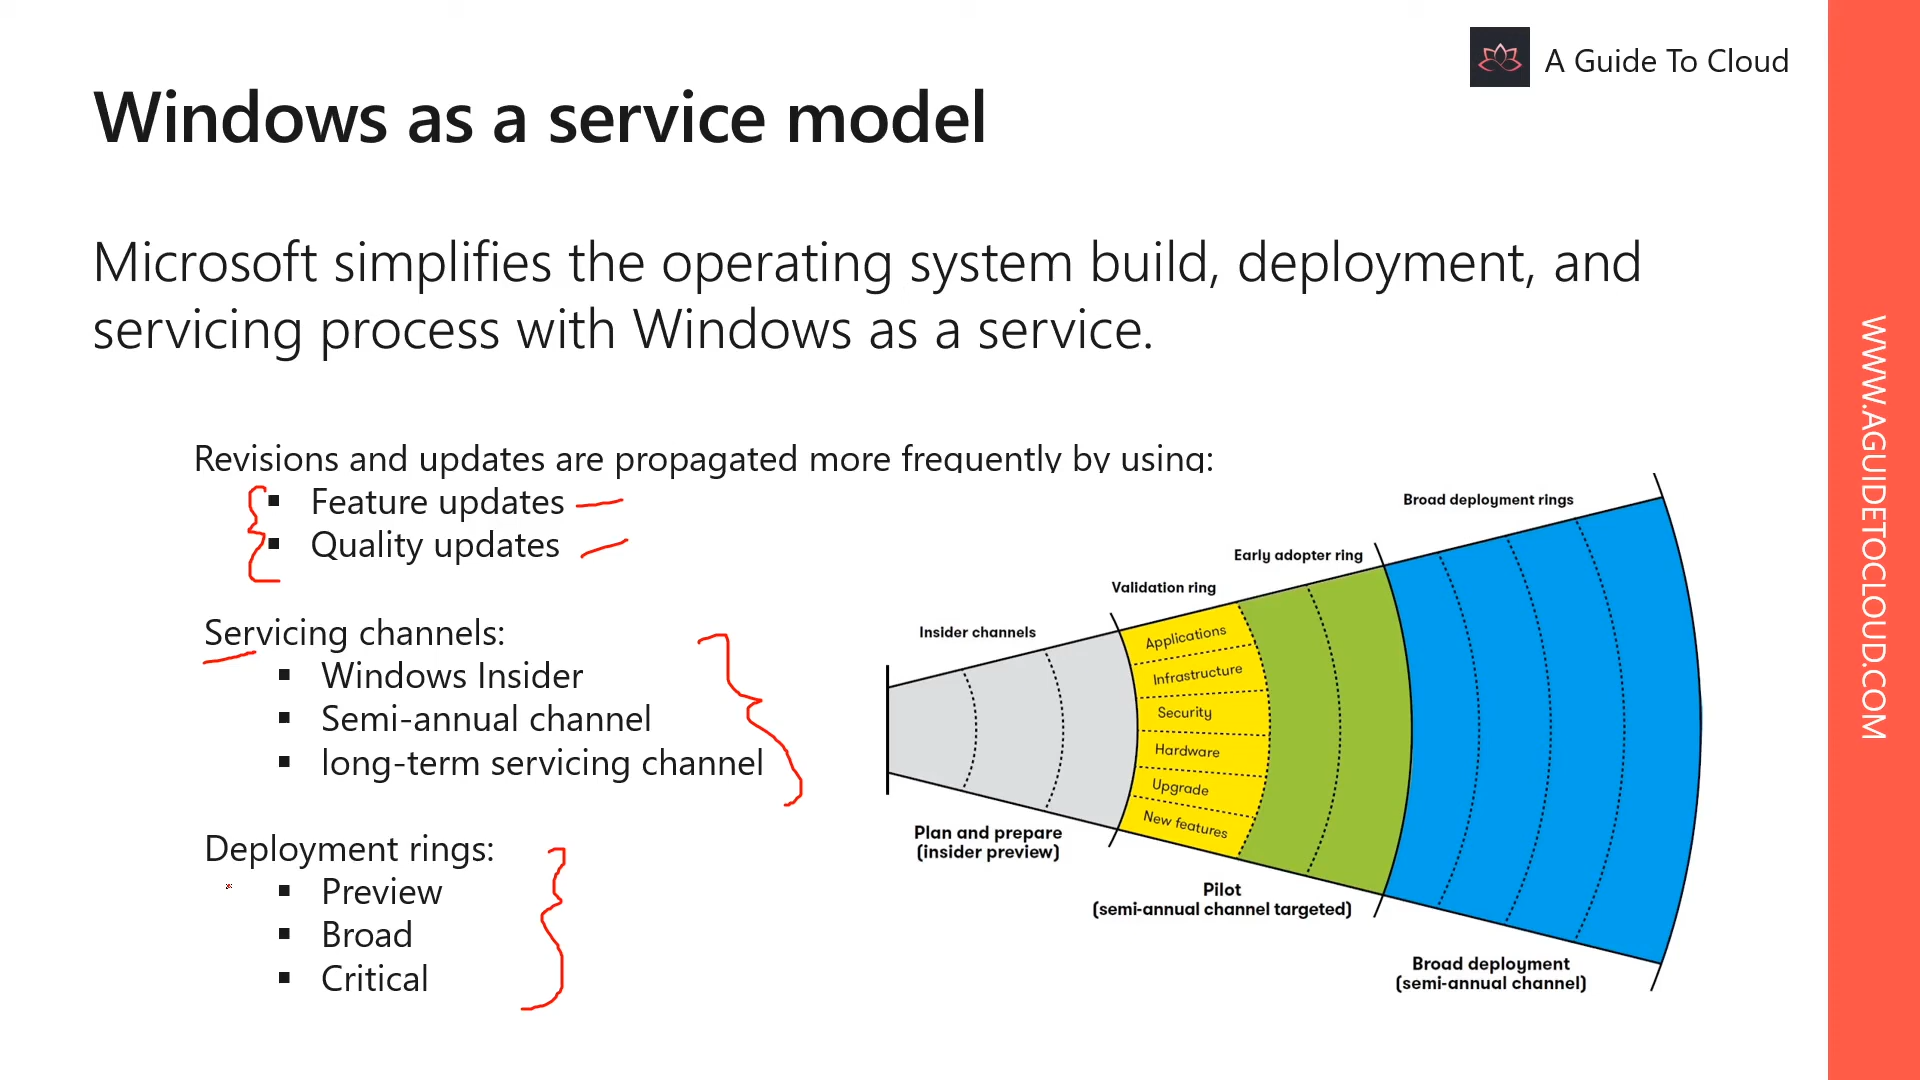 A Guide To Cloud
Windows as a service model
Microsoft simplifies the operating system build, deployment, and
servicing process with Windows as a service.
Revisions and updates are propagated more frequently by using:
▪ Feature updates
▪ Quality updates
Servicing channels:
▪ Windows Insider
▪ Semi-annual channel
▪ long-term servicing channel
Deployment rings:
▪ Preview
▪ Broad
▪ Critical
Insider channels
Validation ring
Early adopter ring
Broad deployment rings
Applications
Infrastructure
Security
Hardware
Upgrade
New features
Plan and prepare
(insider preview)
Pilot
(semi-annual channel targeted)
Broad deployment
(semi-annual channel)
WWW.AGUIDETOCLOUD.COM